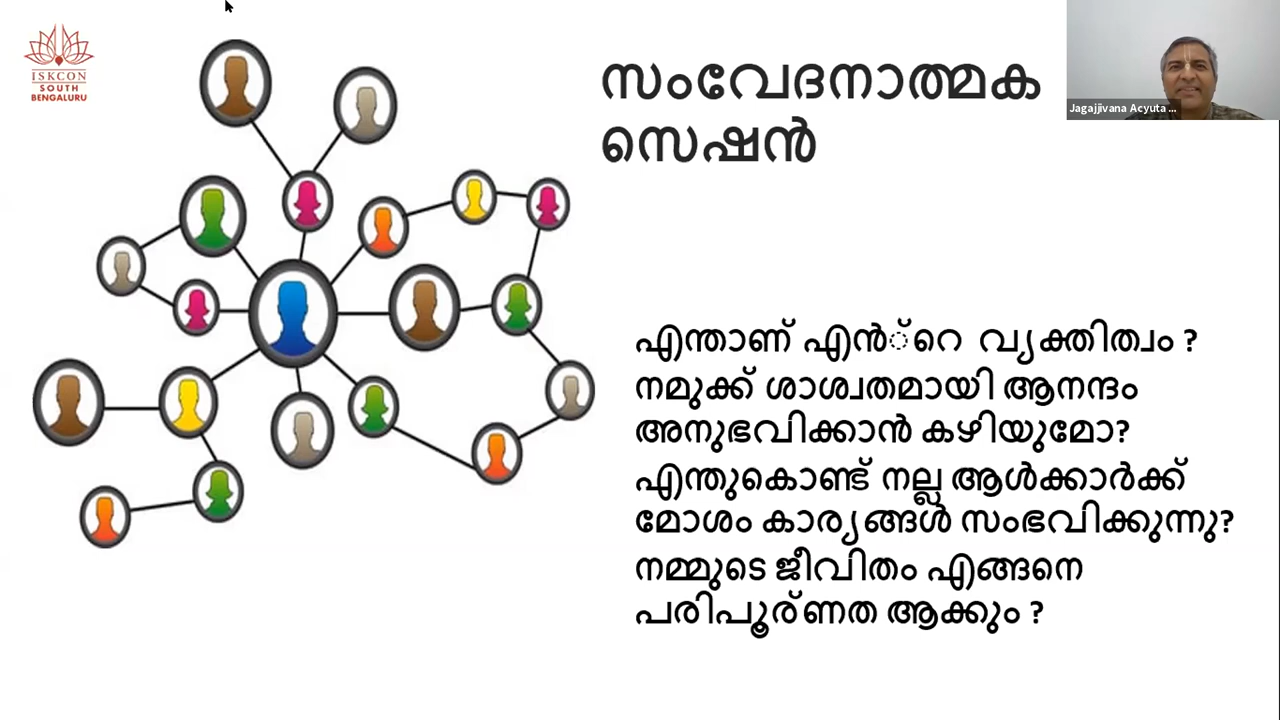 ISKCON
SOUTH
BENGALURU
സംവേദനാത്മക
സെഷൻ
Jagajjivana Acyuta ...
എന്താണ് എൻ്റെ വ്യക്തിത്വം ?
നമുക്ക് ശാശ്വതമായി ആനന്ദം
അനുഭവിക്കാൻ കഴിയുമോ?
എന്തുകൊണ്ട് നല്ല ആൾക്കാർക്ക്
മോശം കാര്യങ്ങൾ സംഭവിക്കുന്നു?
നമ്മുടെ ജീവിതം എങ്ങനെ
പരിപൂര്ണത ആക്കും ?